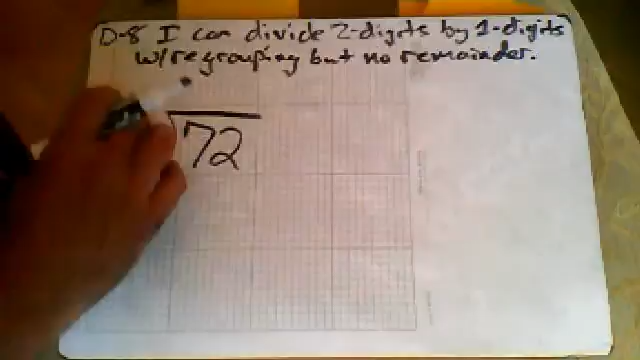 D-8 I can divide 2-digits by 1-digits
w/regrouping but no remainder.
72